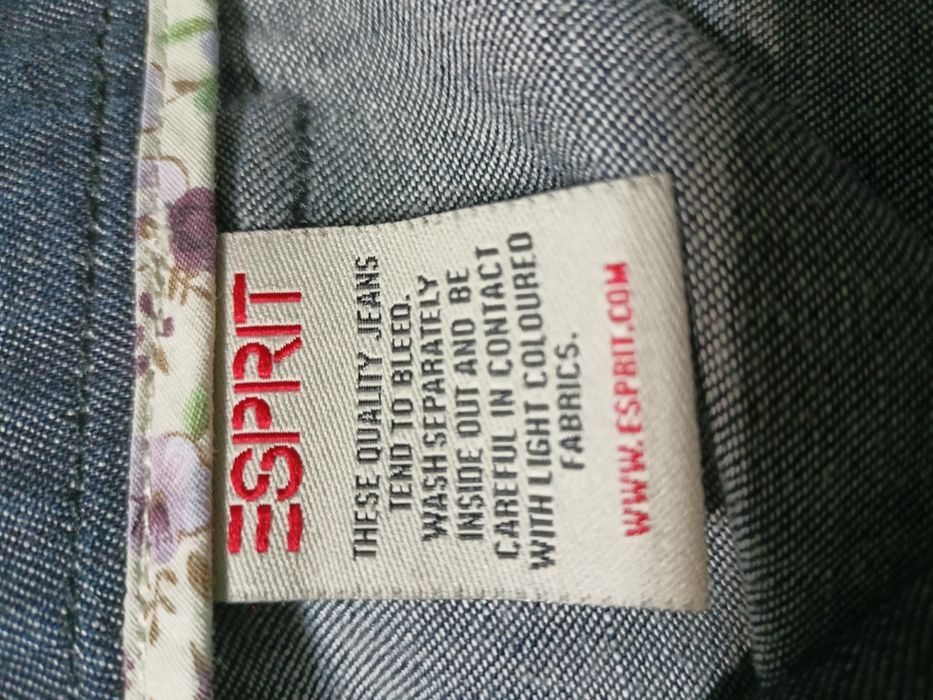 ESPRIT
THESE QUALITY JEANS
TEND TO BLEED.
WASH SEPARATELY
INSIDE OUT AND BE
CAREFUL IN CONTACT
WITH LIGHT COLOURED
FABRICS.
WWW.ESPRIT.COM